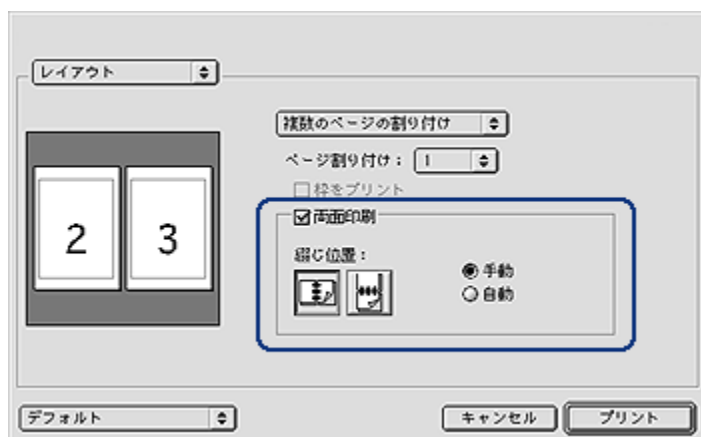 レイアウト
複数のページの割り付け
ページ割り付け： 1
枠をプリント
両面印刷
綴じ位置：
手動
自動
2 3
デフォルト
キャンセル プリント